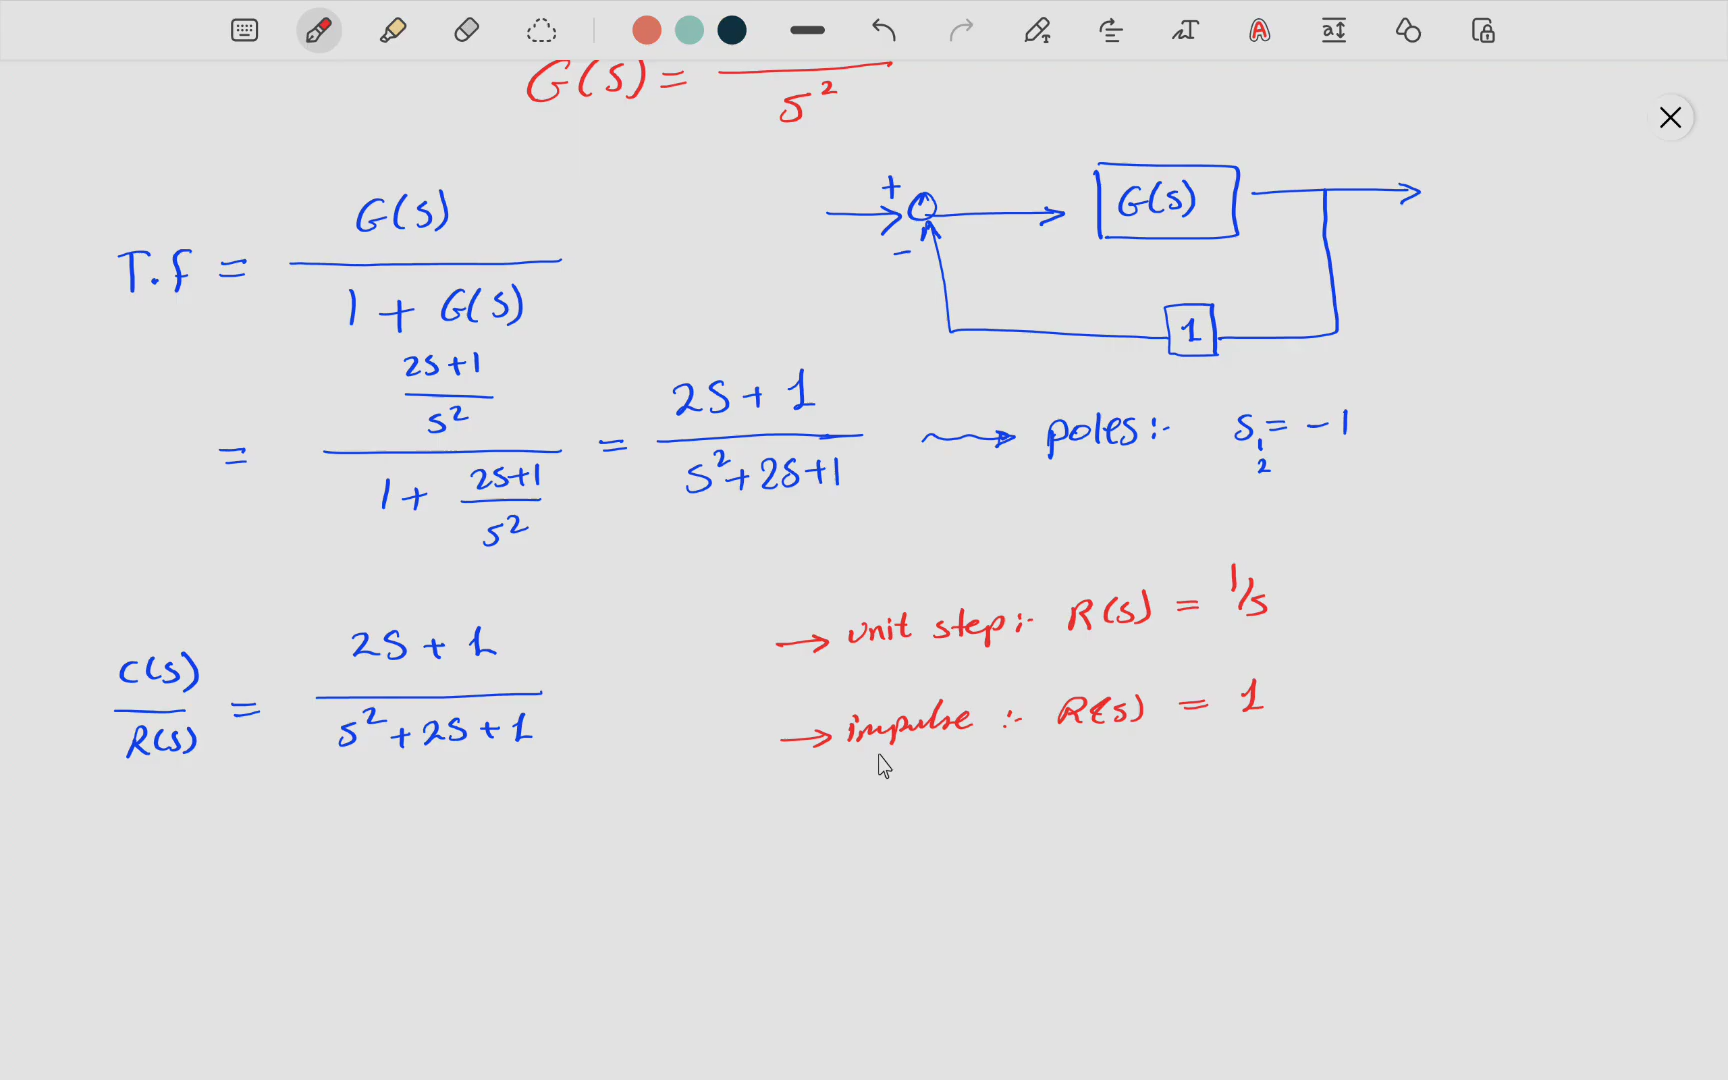 G(S) = ――― / S²
+ G(S)
−
1
T.f = G(S) / 1 + G(S)
= (2S+1 / S²) / (1 + 2S+1 / S²) = 2S + 1 / S² + 2S + 1 → poles :- S₁,₂ = −1
C(S) / R(S) = 2S + 1 / S² + 2S + 1
→ unit step :- R(S) = 1/S
→ impulse :- R(S) = 1